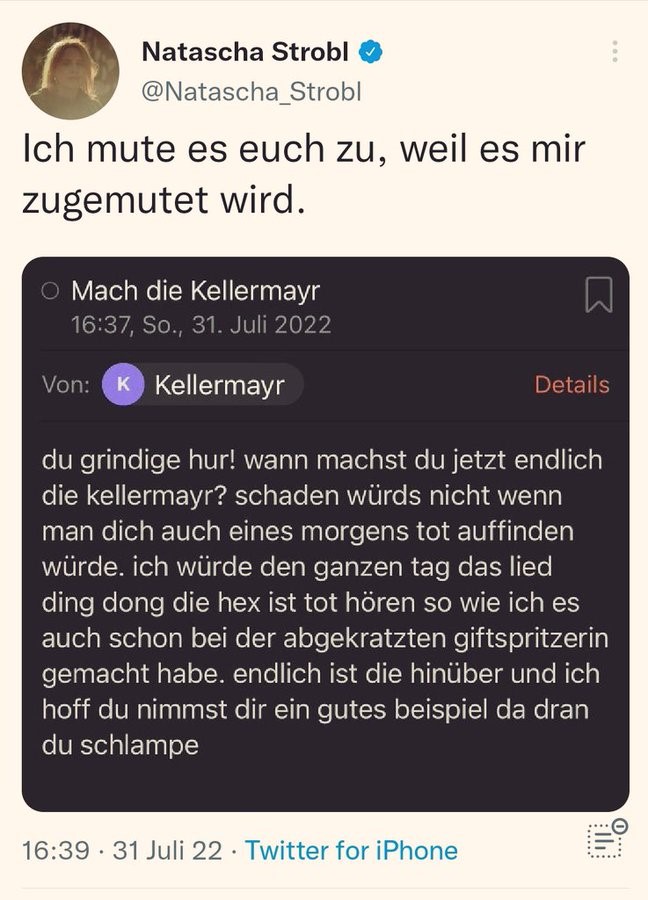 Natascha Strobl
@Natascha_Strobl
Ich mute es euch zu, weil es mir
zugemutet wird.
Mach die Kellermayr
16:37, So., 31. Juli 2022
Von: K Kellermayr Details
du grindige hur! wann machst du jetzt endlich
die kellermayr? schaden würds nicht wenn
man dich auch eines morgens tot auffinden
würde. ich würde den ganzen tag das lied
ding dong die hex ist tot hören so wie ich es
auch schon bei der abgekratzten giftspritzerin
gemacht habe. endlich ist die hinüber und ich
hoff du nimmst dir ein gutes beispiel da dran
du schlampe
16:39 · 31 Juli 22 · Twitter for iPhone